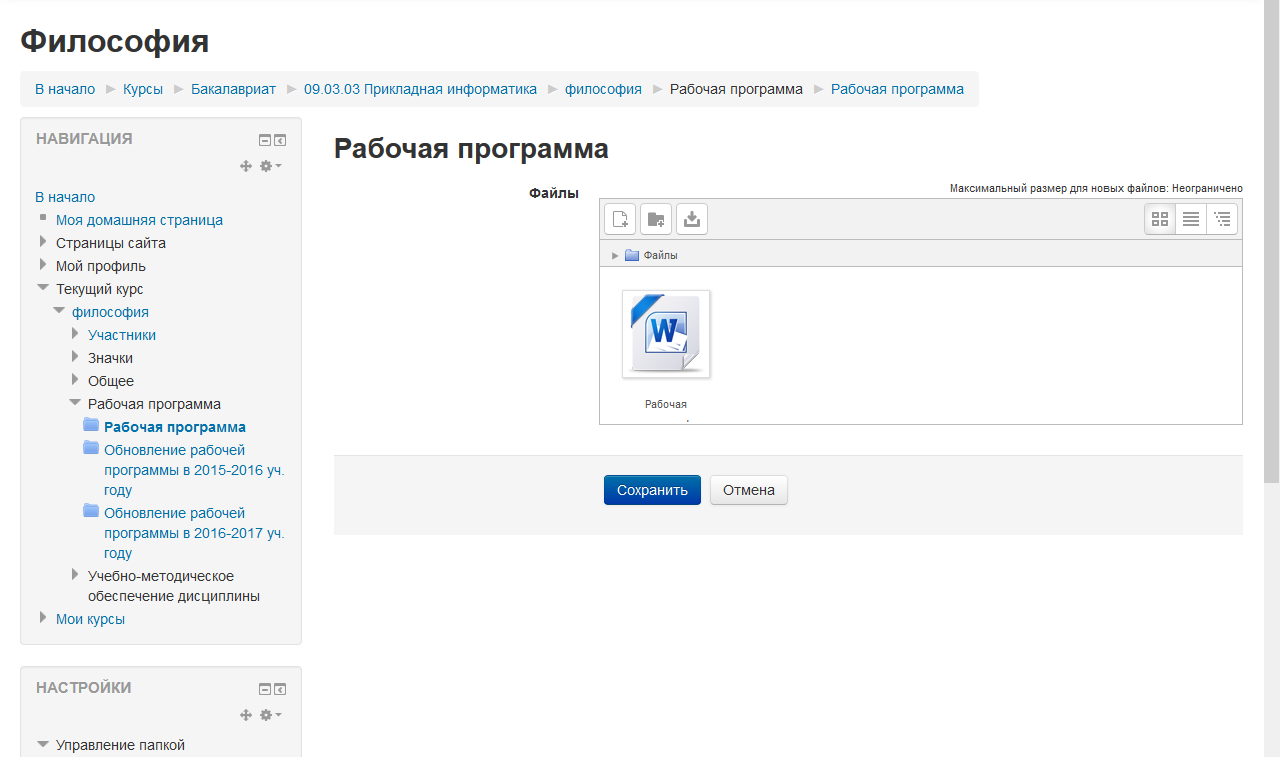 Философия
В начало Курсы Бакалавриат 09.03.03 Прикладная информатика философия Рабочая программа Рабочая программа
НАВИГАЦИЯ
В начало
Моя домашняя страница
Страницы сайта
Мой профиль
Текущий курс
философия
Участники
Значки
Общее
Рабочая программа
Рабочая программа
Обновление рабочей
программы в 2015-2016 уч.
году
Обновление рабочей
программы в 2016-2017 уч.
году
Учебно-методическое
обеспечение дисциплины
Мои курсы
НАСТРОЙКИ
Управление папкой
Рабочая программа
Файлы
Максимальный размер для новых файлов: Неограничено
Файлы
W
Рабочая
Сохранить Отмена